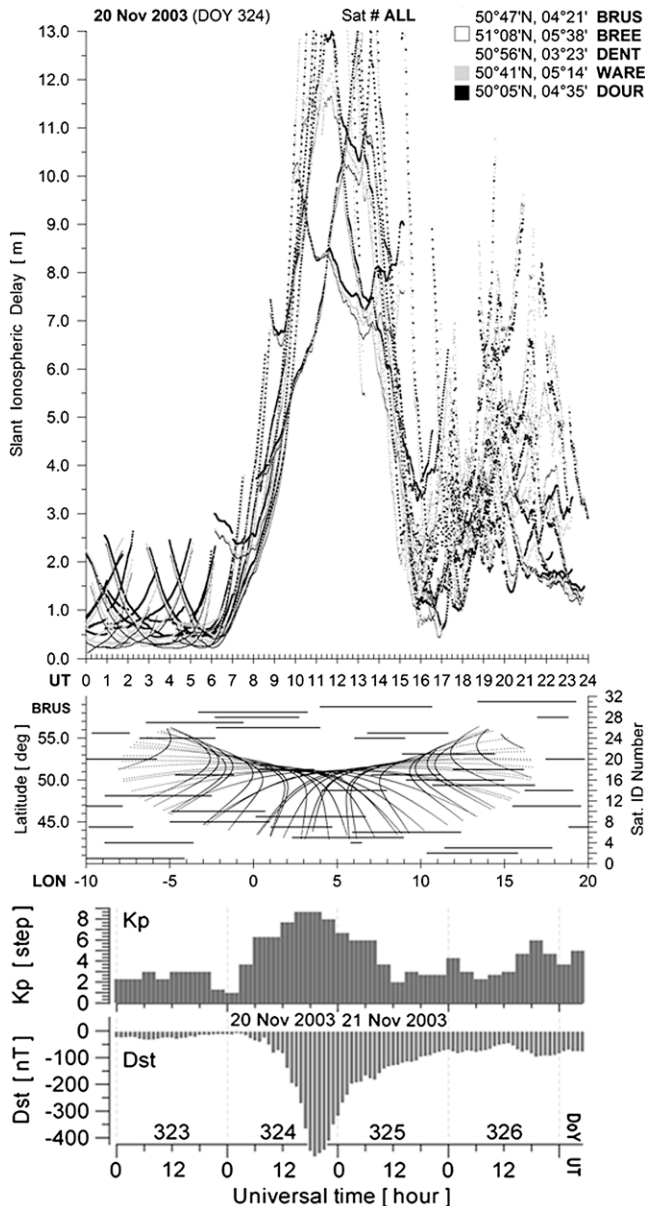 20 Nov 2003 (DOY 324) Sat # ALL
50°47'N, 04°21' BRUS
51°08'N, 05°38' BREE
50°56'N, 03°23' DENT
50°41'N, 05°14' WARE
50°05'N, 04°35' DOUR
Slant Ionospheric Delay [ m ]
13.0
12.0
11.0
10.0
9.0
8.0
7.0
6.0
5.0
4.0
3.0
2.0
1.0
0.0
0 1 2 3 4 5 6 7 8 9 10 11 12 13 14 15 16 17 18 19 20 21 22 23 24
UT
BRUS
Latitude [ deg ]
55.0
50.0
45.0
32
28
24
20
16
12
8
4
0
Sat. ID Number
LON -10 -5 0 5 10 15 20
Kp [ step ]
8
6
4
2
0
Kp
20 Nov 2003 21 Nov 2003
Dst [ nT ]
0
-100
-200
-300
-400
Dst
323 324 325 326
DoY
UT
0 12 0 12 0 12 0 12
Universal time [ hour ]